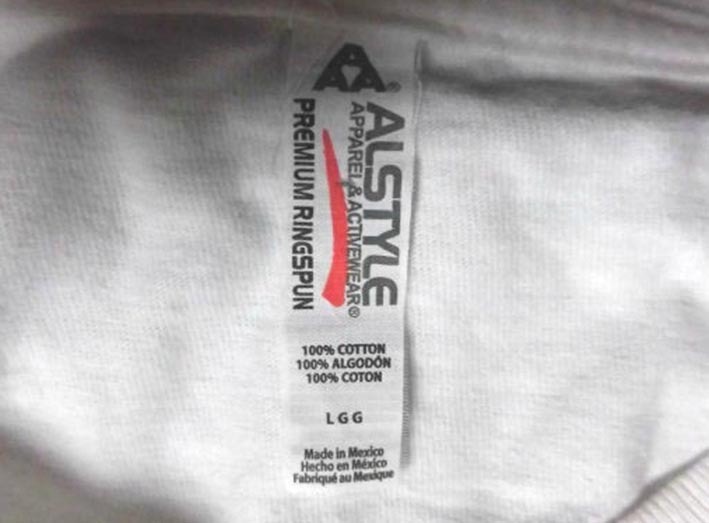 AAA®
ALSTYLE
APPAREL & ACTIVEWEAR®
PREMIUM RINGSPUN
100% COTTON
100% ALGODÓN
100% COTON
L G G
Made in Mexico
Hecho en México
Fabriqué au Mexique